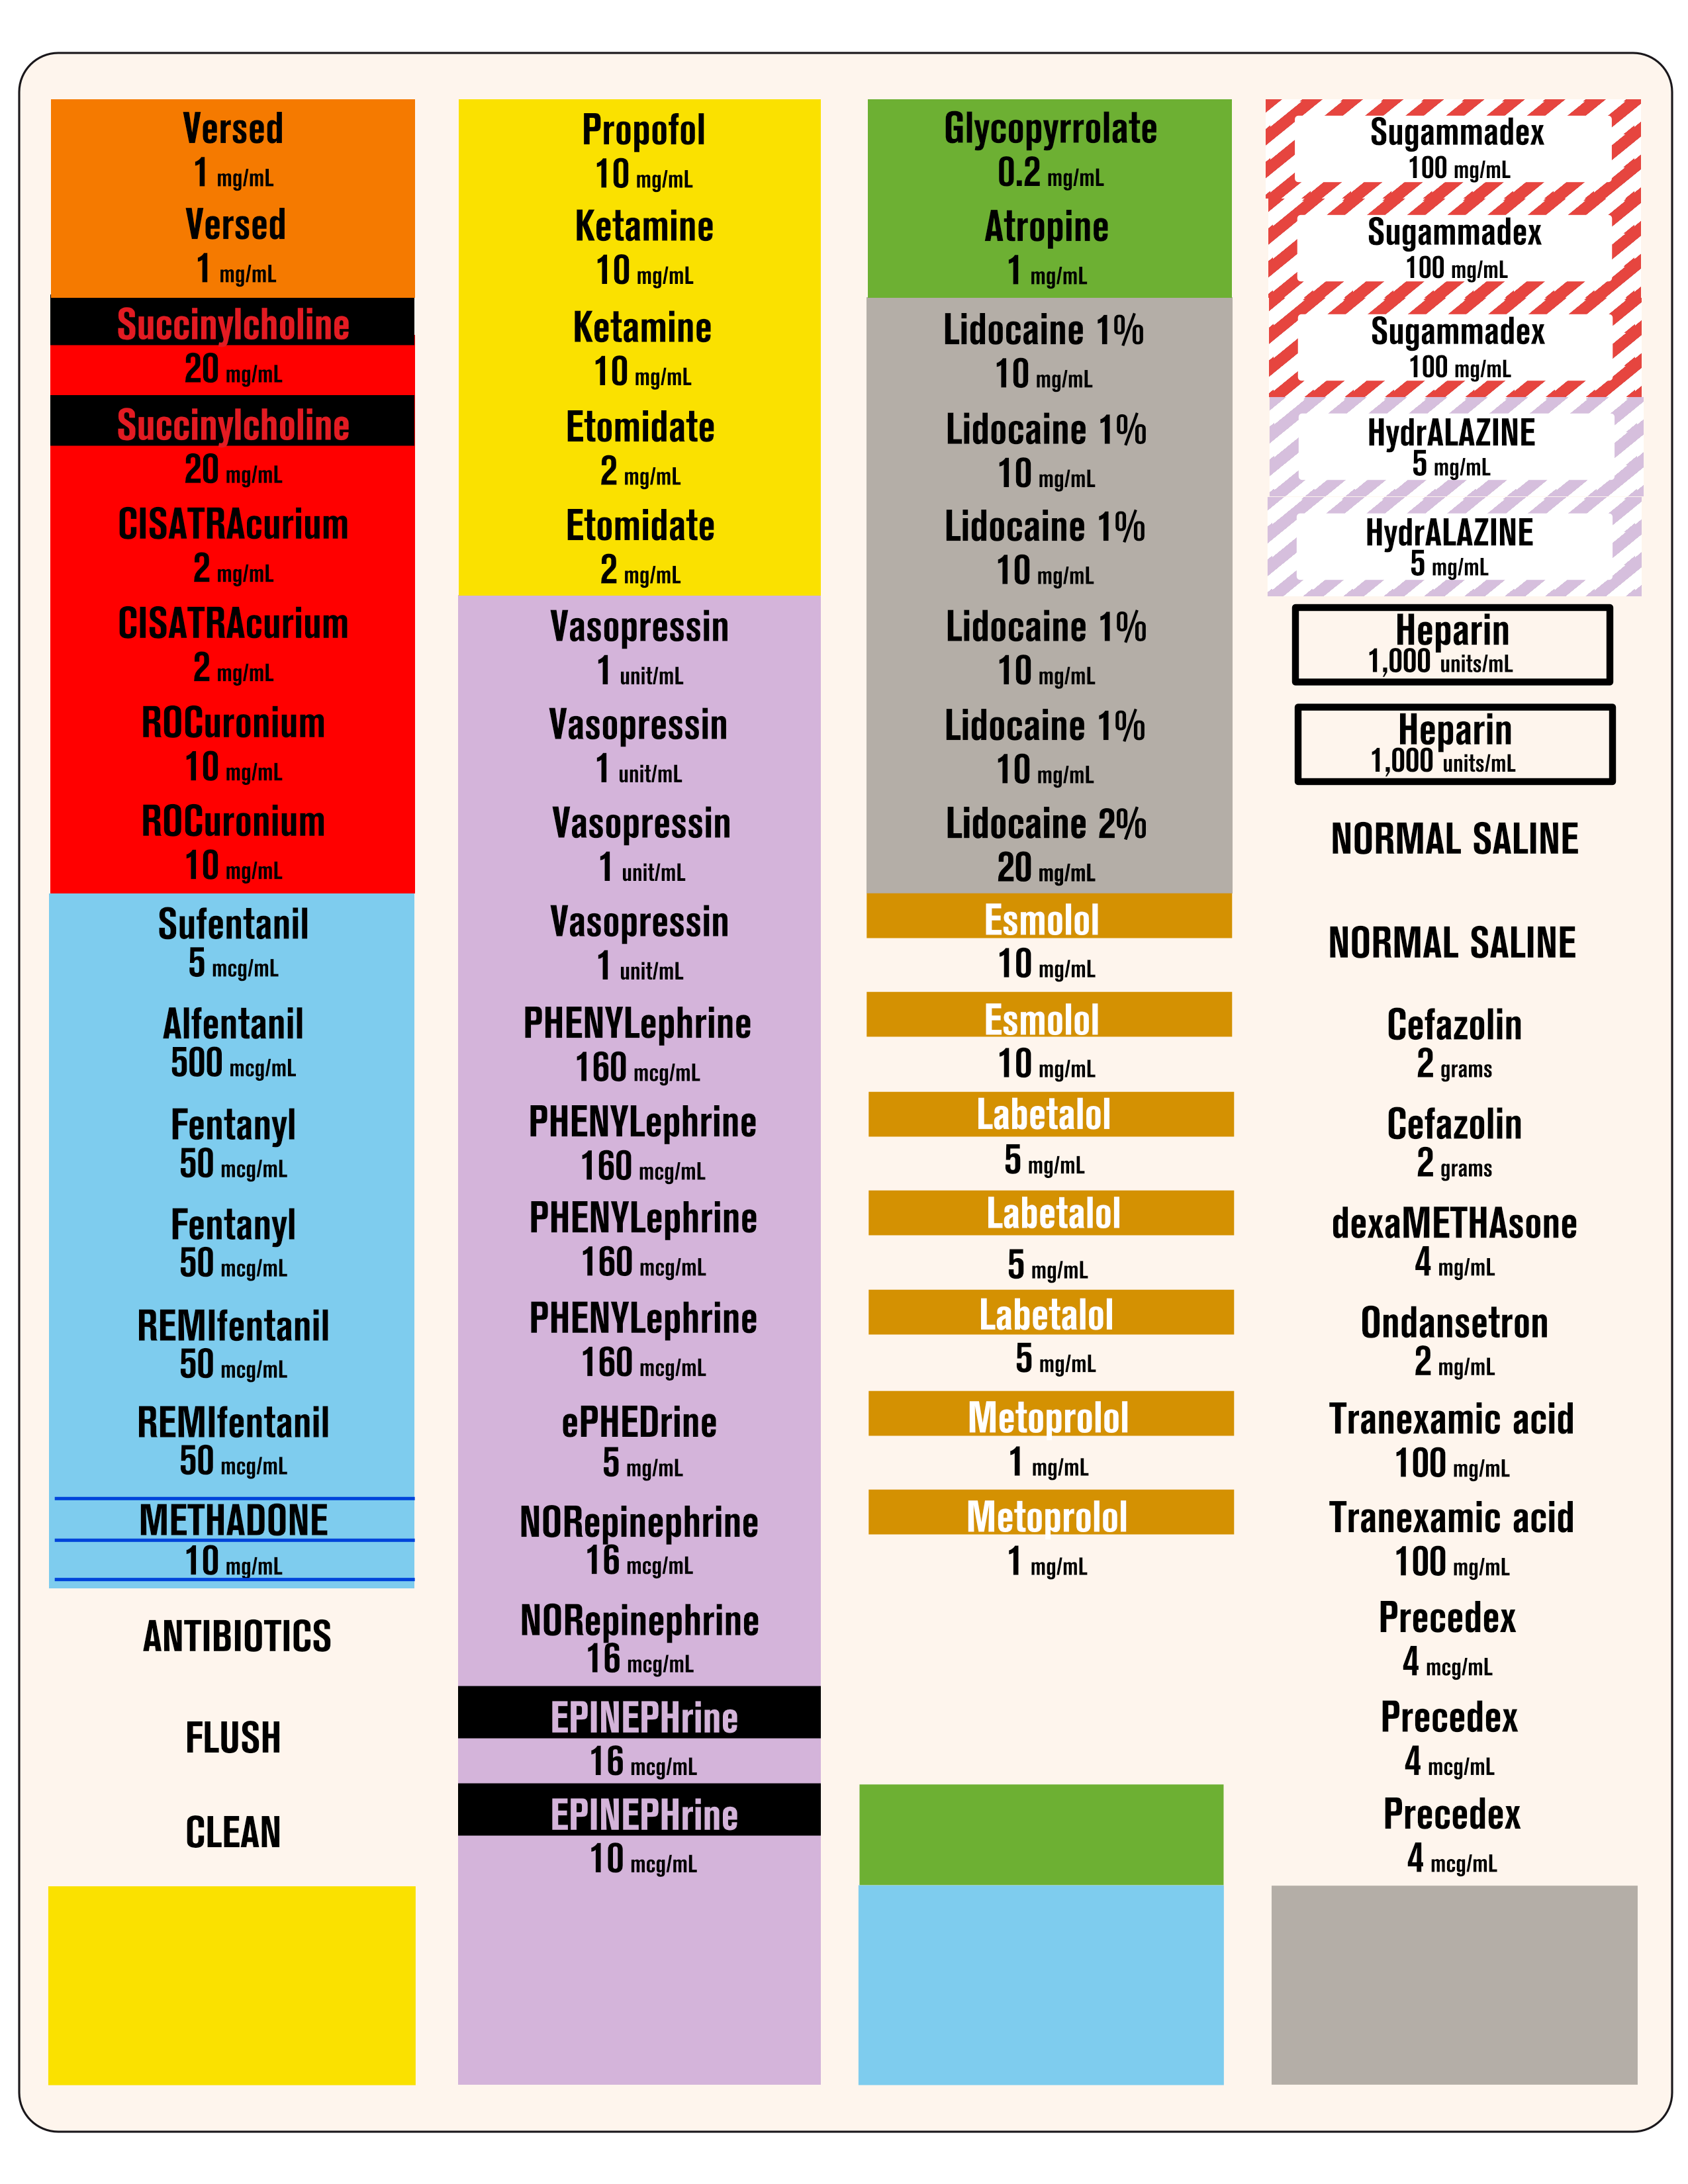 Versed
1 mg/mL
Versed
1 mg/mL
Succinylcholine
20 mg/mL
Succinylcholine
20 mg/mL
CISATRAcurium
2 mg/mL
CISATRAcurium
2 mg/mL
ROCuronium
10 mg/mL
ROCuronium
10 mg/mL
Sufentanil
5 mcg/mL
Alfentanil
500 mcg/mL
Fentanyl
50 mcg/mL
Fentanyl
50 mcg/mL
REMIfentanil
50 mcg/mL
REMIfentanil
50 mcg/mL
METHADONE
10 mg/mL
ANTIBIOTICS
FLUSH
CLEAN
Propofol
10 mg/mL
Ketamine
10 mg/mL
Ketamine
10 mg/mL
Etomidate
2 mg/mL
Etomidate
2 mg/mL
Vasopressin
1 unit/mL
Vasopressin
1 unit/mL
Vasopressin
1 unit/mL
Vasopressin
1 unit/mL
PHENYLephrine
160 mcg/mL
PHENYLephrine
160 mcg/mL
PHENYLephrine
160 mcg/mL
PHENYLephrine
160 mcg/mL
ePHEDrine
5 mg/mL
NORepinephrine
16 mcg/mL
NORepinephrine
16 mcg/mL
EPINEPHrine
16 mcg/mL
EPINEPHrine
10 mcg/mL
Glycopyrrolate
0.2 mg/mL
Atropine
1 mg/mL
Lidocaine 1%
10 mg/mL
Lidocaine 1%
10 mg/mL
Lidocaine 1%
10 mg/mL
Lidocaine 1%
10 mg/mL
Lidocaine 1%
10 mg/mL
Lidocaine 2%
20 mg/mL
Esmolol
10 mg/mL
Esmolol
10 mg/mL
Labetalol
5 mg/mL
Labetalol
5 mg/mL
Labetalol
5 mg/mL
Metoprolol
1 mg/mL
Metoprolol
1 mg/mL
Sugammadex
100 mg/mL
Sugammadex
100 mg/mL
Sugammadex
100 mg/mL
HydrALAZINE
5 mg/mL
HydrALAZINE
5 mg/mL
Heparin
1,000 units/mL
Heparin
1,000 units/mL
NORMAL SALINE
NORMAL SALINE
Cefazolin
2 grams
Cefazolin
2 grams
dexaMETHAsone
4 mg/mL
Ondansetron
2 mg/mL
Tranexamic acid
100 mg/mL
Tranexamic acid
100 mg/mL
Precedex
4 mcg/mL
Precedex
4 mcg/mL
Precedex
4 mcg/mL